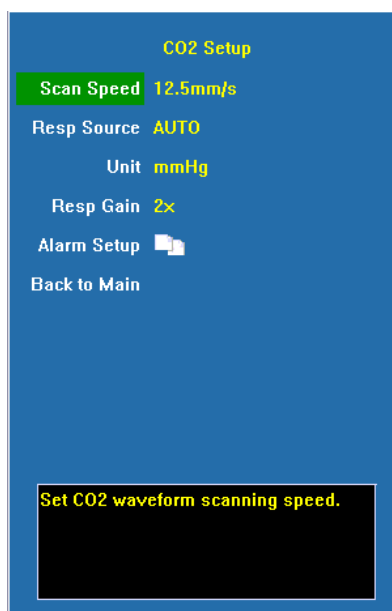 CO2 Setup
Scan Speed 12.5mm/s
Resp Source AUTO
Unit mmHg
Resp Gain 2×
Alarm Setup
Back to Main
Set CO2 waveform scanning speed.